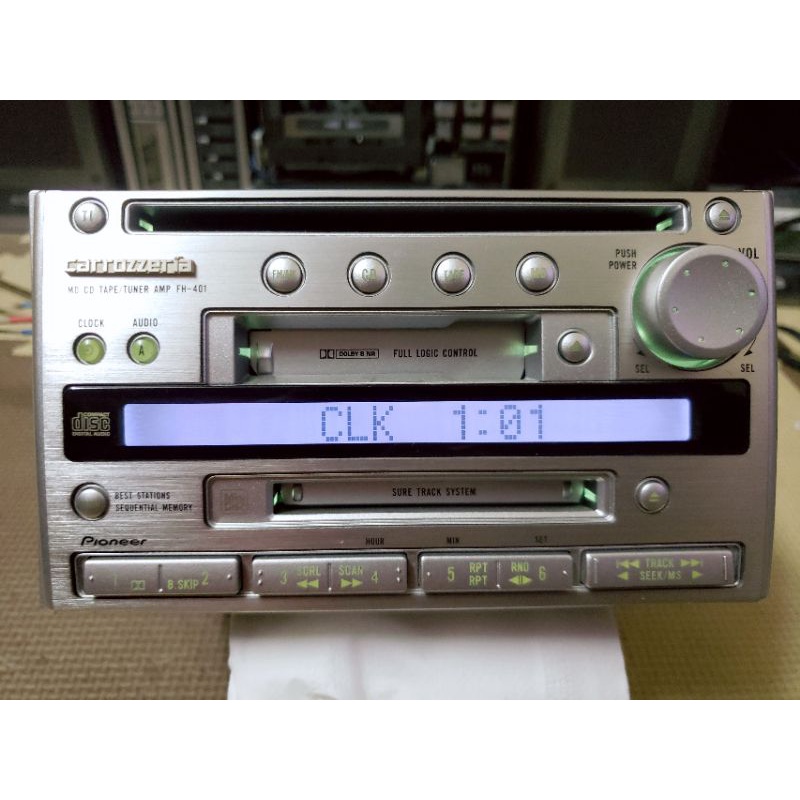 TI
carrozzeria
MD CD TAPE/TUNER AMP FH-401
FM/AM
CD
TAPE
MD
PUSH
POWER
VOL
CLOCK
AUDIO
A
DOLBY B NR
FULL LOGIC CONTROL
SEL
SEL
COMPACT
disc
DIGITAL AUDIO
CLK 1:01
BEST STATIONS
SEQUENTIAL MEMORY
SURE TRACK SYSTEM
Pioneer
HOUR
MIN
SET
B.SKIP 2
3 SCRL
SCAN 4
5 RPT
RPT
RND 6
TRACK
SEEK/MS